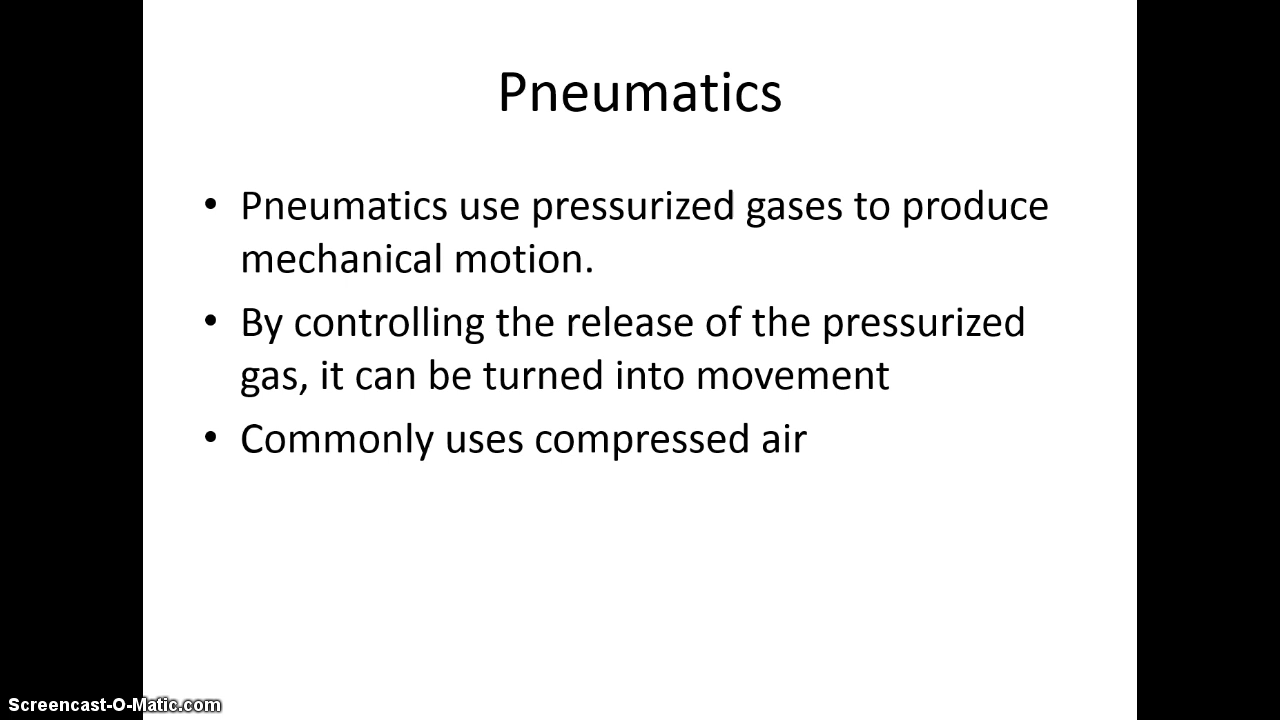 Pneumatics
• Pneumatics use pressurized gases to produce
mechanical motion.
• By controlling the release of the pressurized
gas, it can be turned into movement
• Commonly uses compressed air
Screencast-O-Matic.com